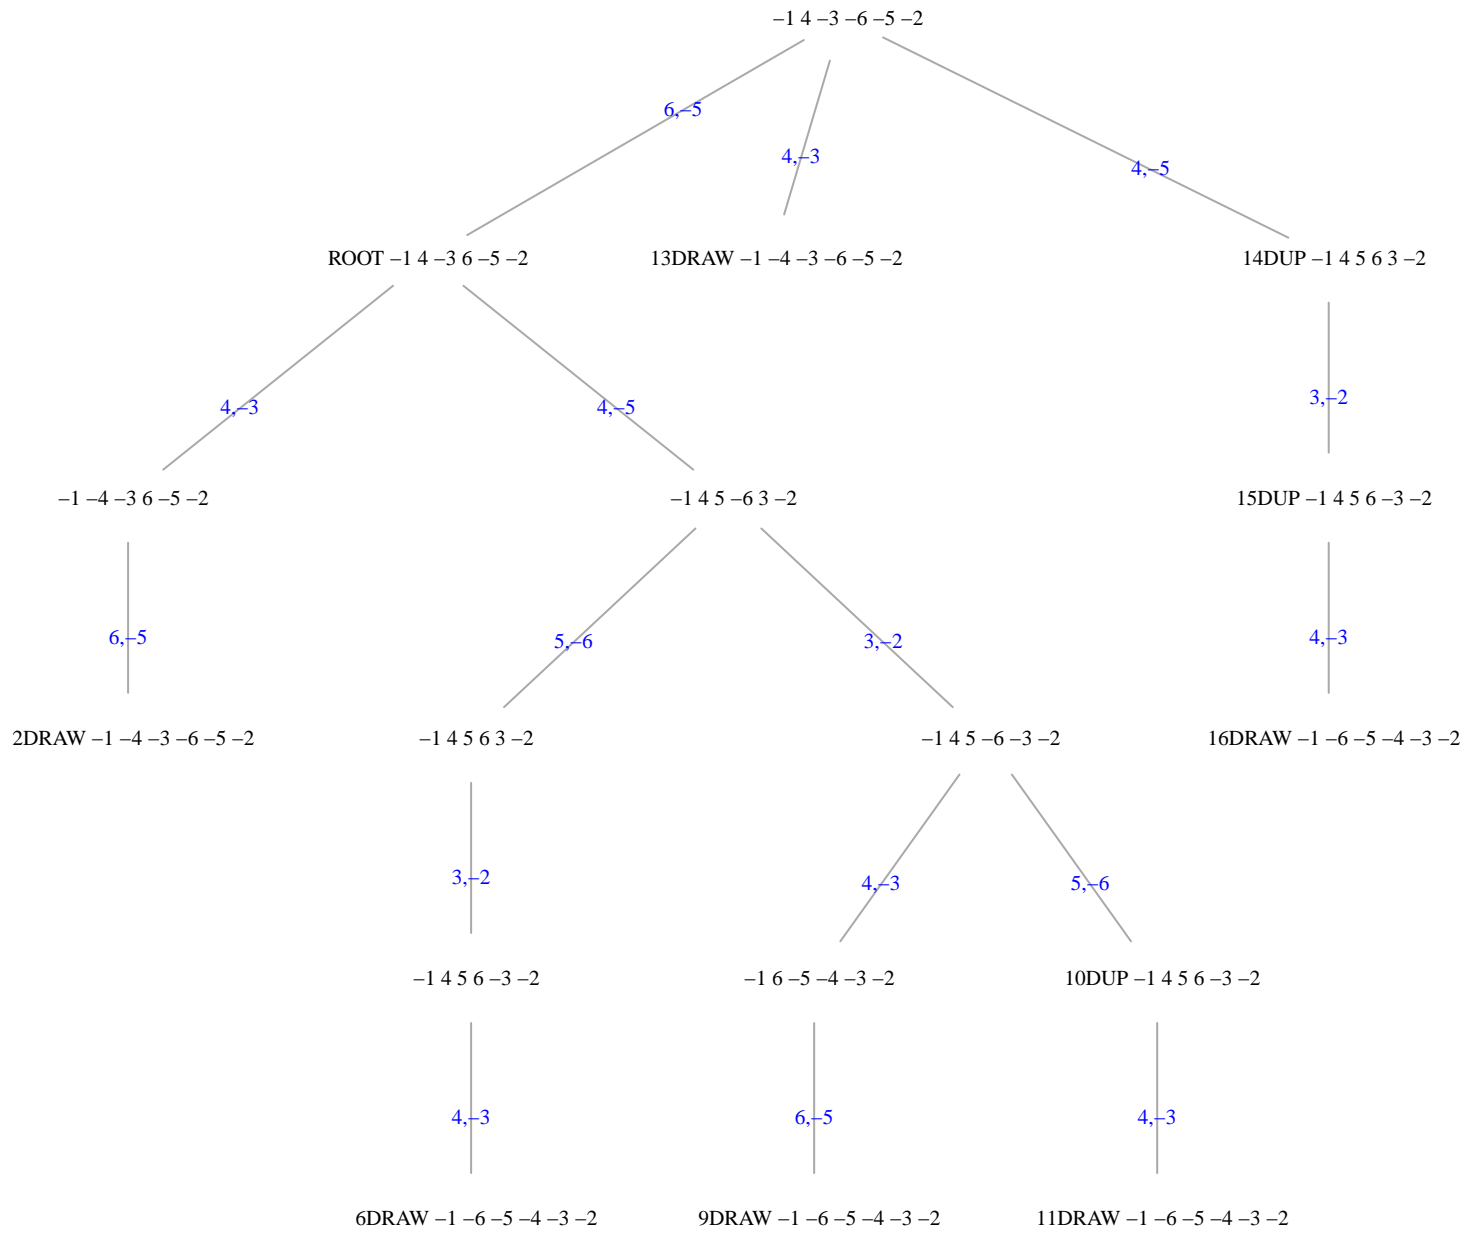 –1 4 –3 –6 –5 –2
6,–5
4,–3
4,–5
ROOT –1 4 –3 6 –5 –2
13DRAW –1 –4 –3 –6 –5 –2
14DUP –1 4 5 6 3 –2
4,–3
4,–5
3,–2
–1 –4 –3 6 –5 –2
–1 4 5 –6 3 –2
15DUP –1 4 5 6 –3 –2
6,–5
5,–6
3,–2
4,–3
2DRAW –1 –4 –3 –6 –5 –2
–1 4 5 6 3 –2
–1 4 5 –6 –3 –2
16DRAW –1 –6 –5 –4 –3 –2
3,–2
4,–3
5,–6
–1 4 5 6 –3 –2
–1 6 –5 –4 –3 –2
10DUP –1 4 5 6 –3 –2
4,–3
6,–5
4,–3
6DRAW –1 –6 –5 –4 –3 –2
9DRAW –1 –6 –5 –4 –3 –2
11DRAW –1 –6 –5 –4 –3 –2